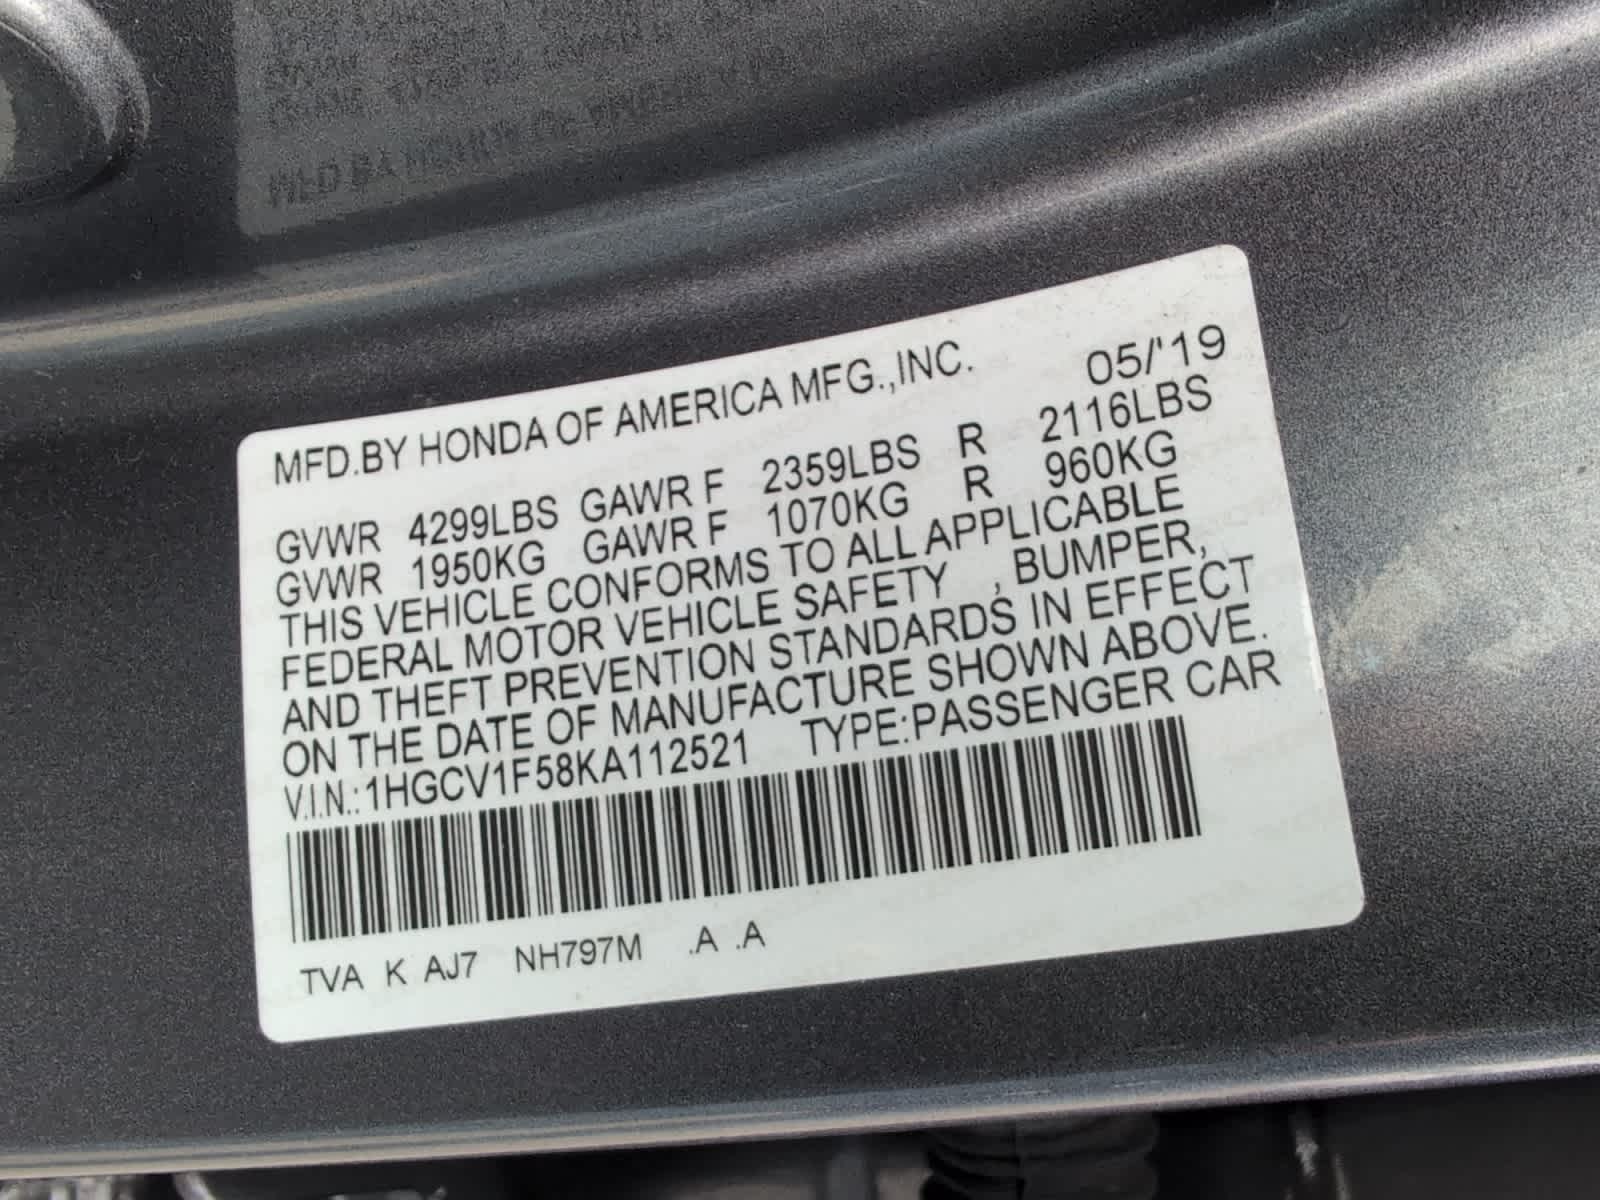 MFD.BY HONDA OF AMERICA MFG.,INC. 05/'19
GVWR 4299LBS GAWR F 2359LBS R 2116LBS
GVWR 1950KG GAWR F 1070KG R 960KG
THIS VEHICLE CONFORMS TO ALL APPLICABLE
FEDERAL MOTOR VEHICLE SAFETY , BUMPER,
AND THEFT PREVENTION STANDARDS IN EFFECT
ON THE DATE OF MANUFACTURE SHOWN ABOVE.
V.I.N.:1HGCV1F58KA112521 TYPE:PASSENGER CAR
TVA K AJ7 NH797M .A .A